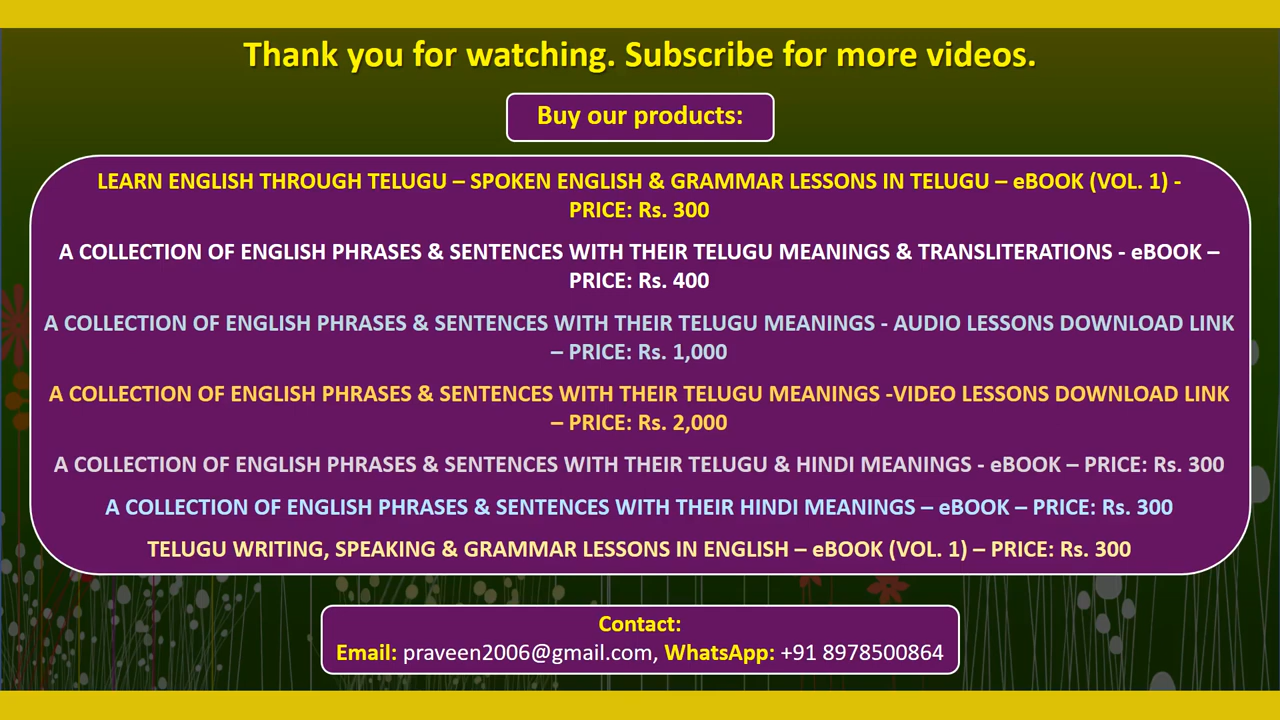 Thank you for watching. Subscribe for more videos.
Buy our products:
LEARN ENGLISH THROUGH TELUGU – SPOKEN ENGLISH & GRAMMAR LESSONS IN TELUGU – eBOOK (VOL. 1) -
PRICE: Rs. 300
A COLLECTION OF ENGLISH PHRASES & SENTENCES WITH THEIR TELUGU MEANINGS & TRANSLITERATIONS - eBOOK –
PRICE: Rs. 400
A COLLECTION OF ENGLISH PHRASES & SENTENCES WITH THEIR TELUGU MEANINGS - AUDIO LESSONS DOWNLOAD LINK
– PRICE: Rs. 1,000
A COLLECTION OF ENGLISH PHRASES & SENTENCES WITH THEIR TELUGU MEANINGS -VIDEO LESSONS DOWNLOAD LINK
– PRICE: Rs. 2,000
A COLLECTION OF ENGLISH PHRASES & SENTENCES WITH THEIR TELUGU & HINDI MEANINGS - eBOOK – PRICE: Rs. 300
A COLLECTION OF ENGLISH PHRASES & SENTENCES WITH THEIR HINDI MEANINGS – eBOOK – PRICE: Rs. 300
TELUGU WRITING, SPEAKING & GRAMMAR LESSONS IN ENGLISH – eBOOK (VOL. 1) – PRICE: Rs. 300
Contact:
Email: praveen2006@gmail.com, WhatsApp: +91 8978500864